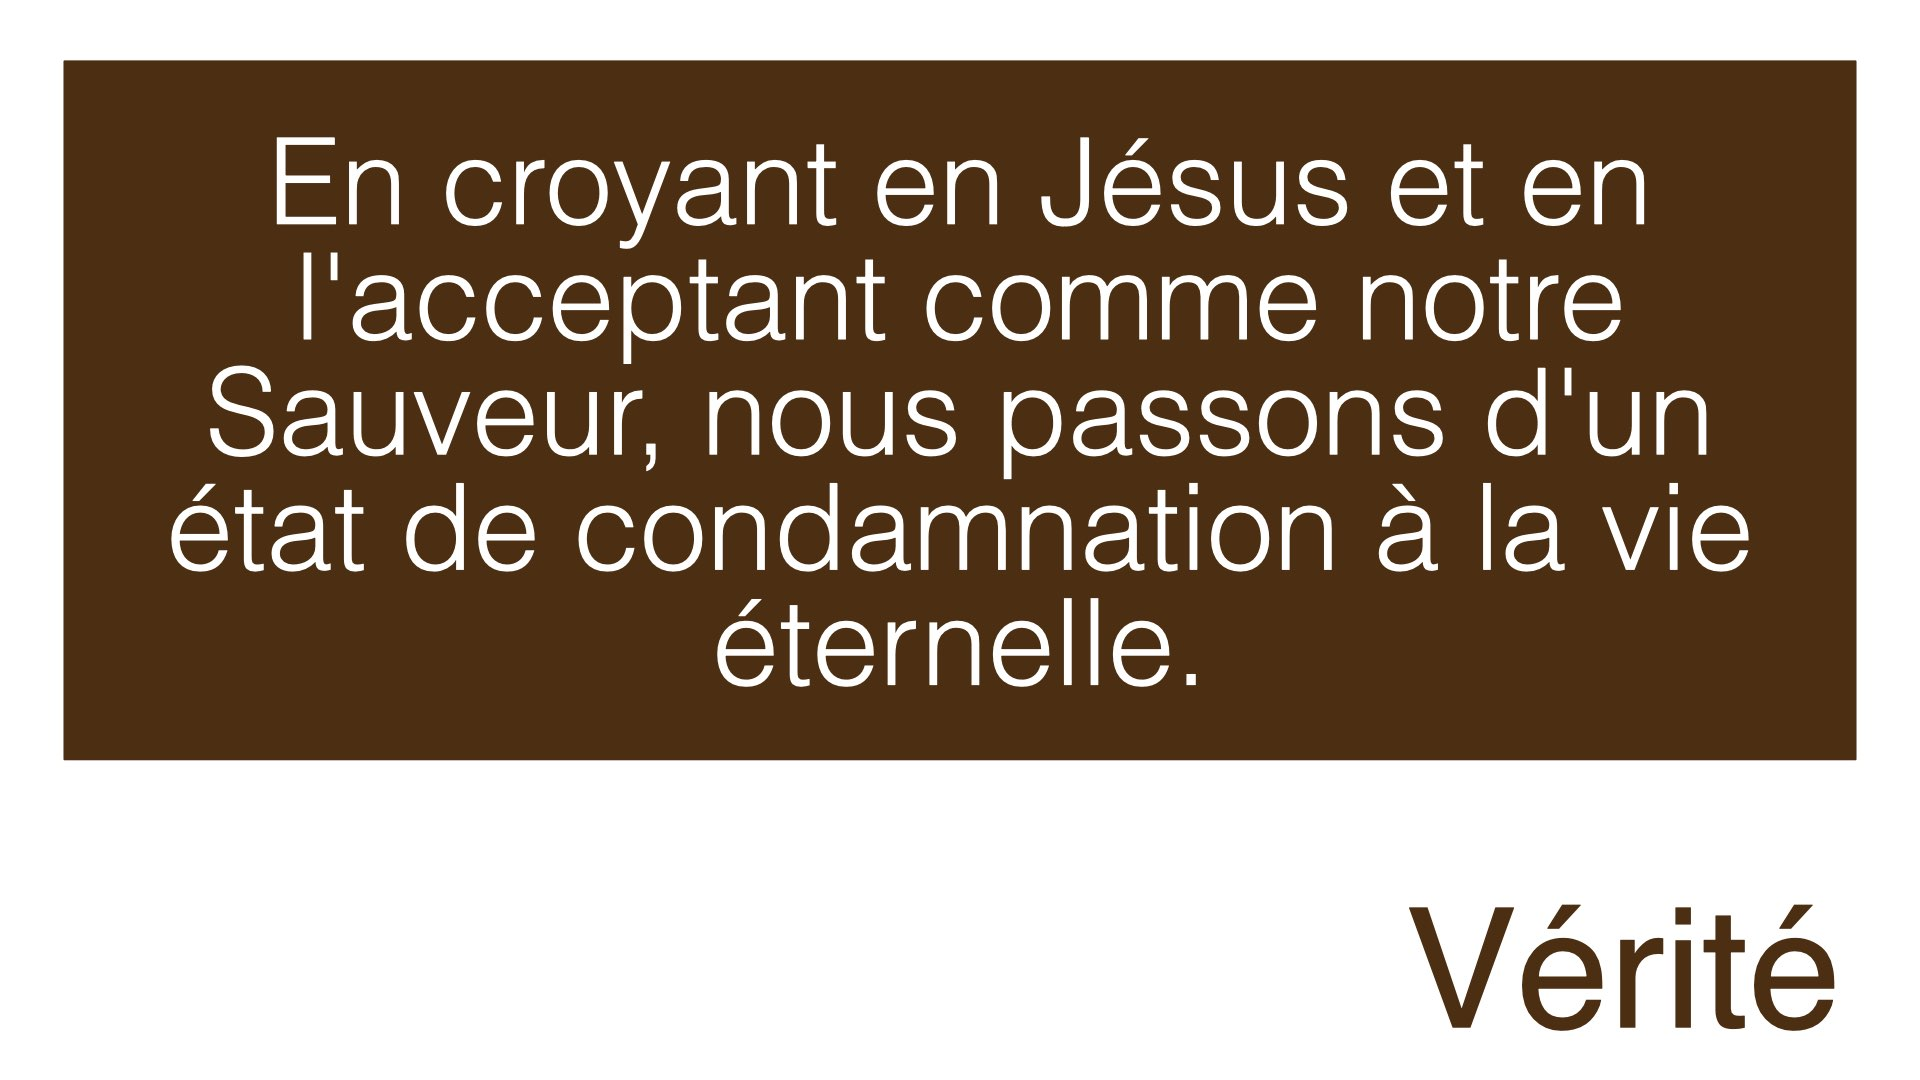 En croyant en Jésus et en
l'acceptant comme notre
Sauveur, nous passons d'un
état de condamnation à la vie
éternelle.
Vérité